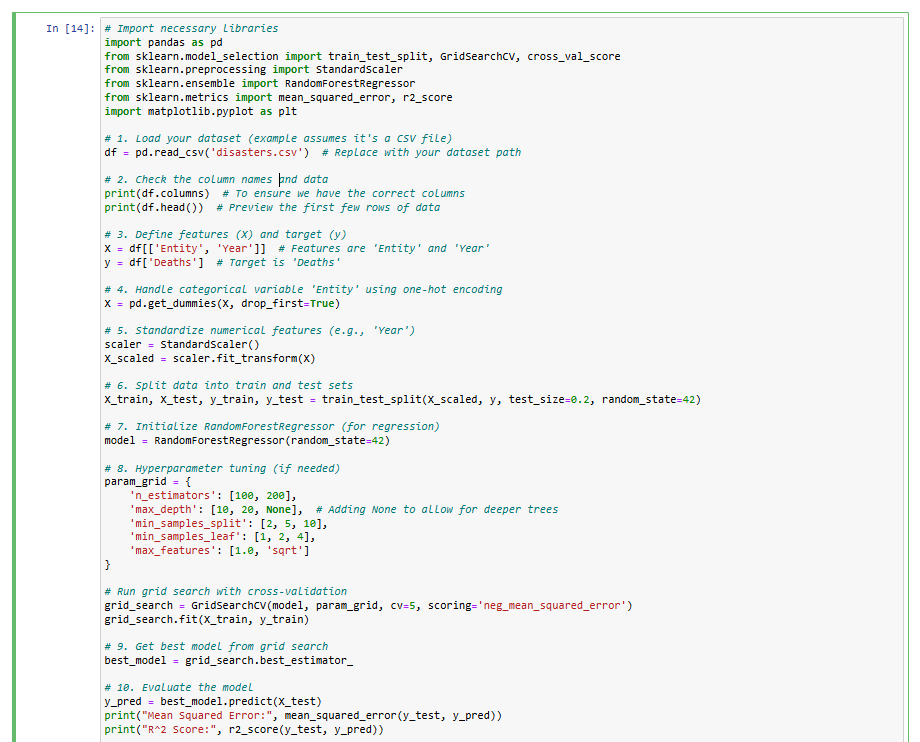 In [14]: # Import necessary libraries
import pandas as pd
from sklearn.model_selection import train_test_split, GridSearchCV, cross_val_score
from sklearn.preprocessing import StandardScaler
from sklearn.ensemble import RandomForestRegressor
from sklearn.metrics import mean_squared_error, r2_score
import matplotlib.pyplot as plt

# 1. Load your dataset (example assumes it's a CSV file)
df = pd.read_csv('disasters.csv')  # Replace with your dataset path

# 2. Check the column names and data
print(df.columns)  # To ensure we have the correct columns
print(df.head())  # Preview the first few rows of data

# 3. Define features (X) and target (y)
X = df[['Entity', 'Year']]  # Features are 'Entity' and 'Year'
y = df['Deaths']  # Target is 'Deaths'

# 4. Handle categorical variable 'Entity' using one-hot encoding
X = pd.get_dummies(X, drop_first=True)

# 5. Standardize numerical features (e.g., 'Year')
scaler = StandardScaler()
X_scaled = scaler.fit_transform(X)

# 6. Split data into train and test sets
X_train, X_test, y_train, y_test = train_test_split(X_scaled, y, test_size=0.2, random_state=42)

# 7. Initialize RandomForestRegressor (for regression)
model = RandomForestRegressor(random_state=42)

# 8. Hyperparameter tuning (if needed)
param_grid = {
    'n_estimators': [100, 200],
    'max_depth': [10, 20, None],  # Adding None to allow for deeper trees
    'min_samples_split': [2, 5, 10],
    'min_samples_leaf': [1, 2, 4],
    'max_features': [1.0, 'sqrt']
}

# Run grid search with cross-validation
grid_search = GridSearchCV(model, param_grid, cv=5, scoring='neg_mean_squared_error')
grid_search.fit(X_train, y_train)

# 9. Get best model from grid search
best_model = grid_search.best_estimator_

# 10. Evaluate the model
y_pred = best_model.predict(X_test)
print("Mean Squared Error:", mean_squared_error(y_test, y_pred))
print("R^2 Score:", r2_score(y_test, y_pred))